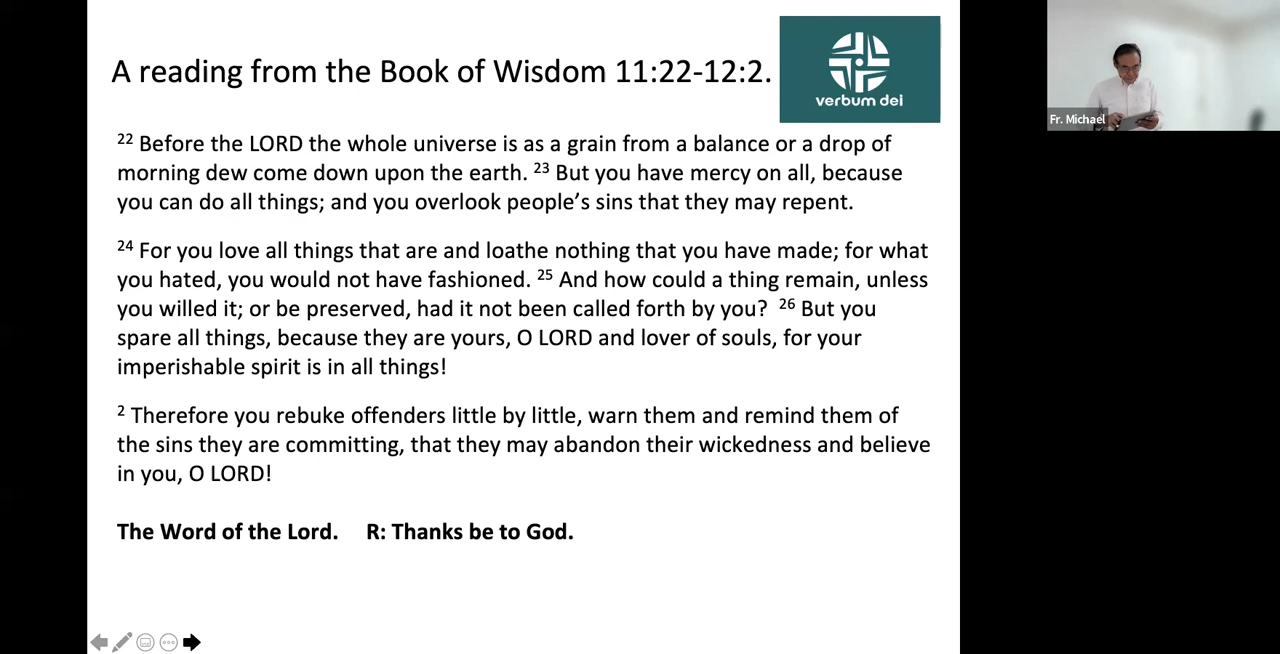 A reading from the Book of Wisdom 11:22-12:2.
verbum dei
22 Before the LORD the whole universe is as a grain from a balance or a drop of
morning dew come down upon the earth. 23 But you have mercy on all, because
you can do all things; and you overlook people’s sins that they may repent.
24 For you love all things that are and loathe nothing that you have made; for what
you hated, you would not have fashioned. 25 And how could a thing remain, unless
you willed it; or be preserved, had it not been called forth by you? 26 But you
spare all things, because they are yours, O LORD and lover of souls, for your
imperishable spirit is in all things!
2 Therefore you rebuke offenders little by little, warn them and remind them of
the sins they are committing, that they may abandon their wickedness and believe
in you, O LORD!
The Word of the Lord. R: Thanks be to God.
Fr. Michael